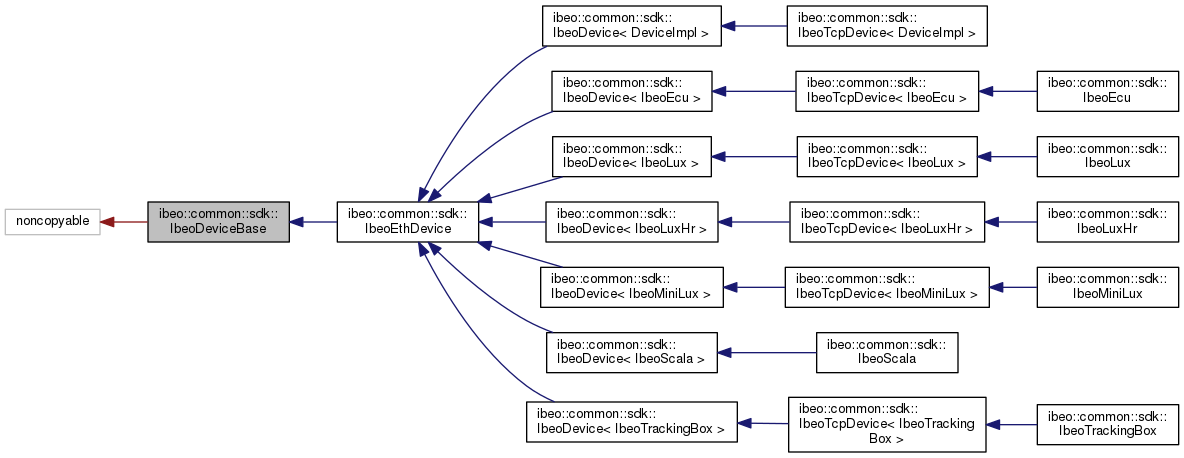 noncopyable
ibeo::common::sdk::
IbeoDeviceBase
ibeo::common::sdk::
IbeoEthDevice
ibeo::common::sdk::
IbeoDevice< DeviceImpl >
ibeo::common::sdk::
IbeoTcpDevice< DeviceImpl >
ibeo::common::sdk::
IbeoDevice< IbeoEcu >
ibeo::common::sdk::
IbeoTcpDevice< IbeoEcu >
ibeo::common::sdk::
IbeoEcu
ibeo::common::sdk::
IbeoDevice< IbeoLux >
ibeo::common::sdk::
IbeoTcpDevice< IbeoLux >
ibeo::common::sdk::
IbeoLux
ibeo::common::sdk::
IbeoDevice< IbeoLuxHr >
ibeo::common::sdk::
IbeoTcpDevice< IbeoLuxHr >
ibeo::common::sdk::
IbeoLuxHr
ibeo::common::sdk::
IbeoDevice< IbeoMiniLux >
ibeo::common::sdk::
IbeoTcpDevice< IbeoMiniLux >
ibeo::common::sdk::
IbeoMiniLux
ibeo::common::sdk::
IbeoDevice< IbeoScala >
ibeo::common::sdk::
IbeoScala
ibeo::common::sdk::
IbeoDevice< IbeoTrackingBox >
ibeo::common::sdk::
IbeoTcpDevice< IbeoTracking
Box >
ibeo::common::sdk::
IbeoTrackingBox